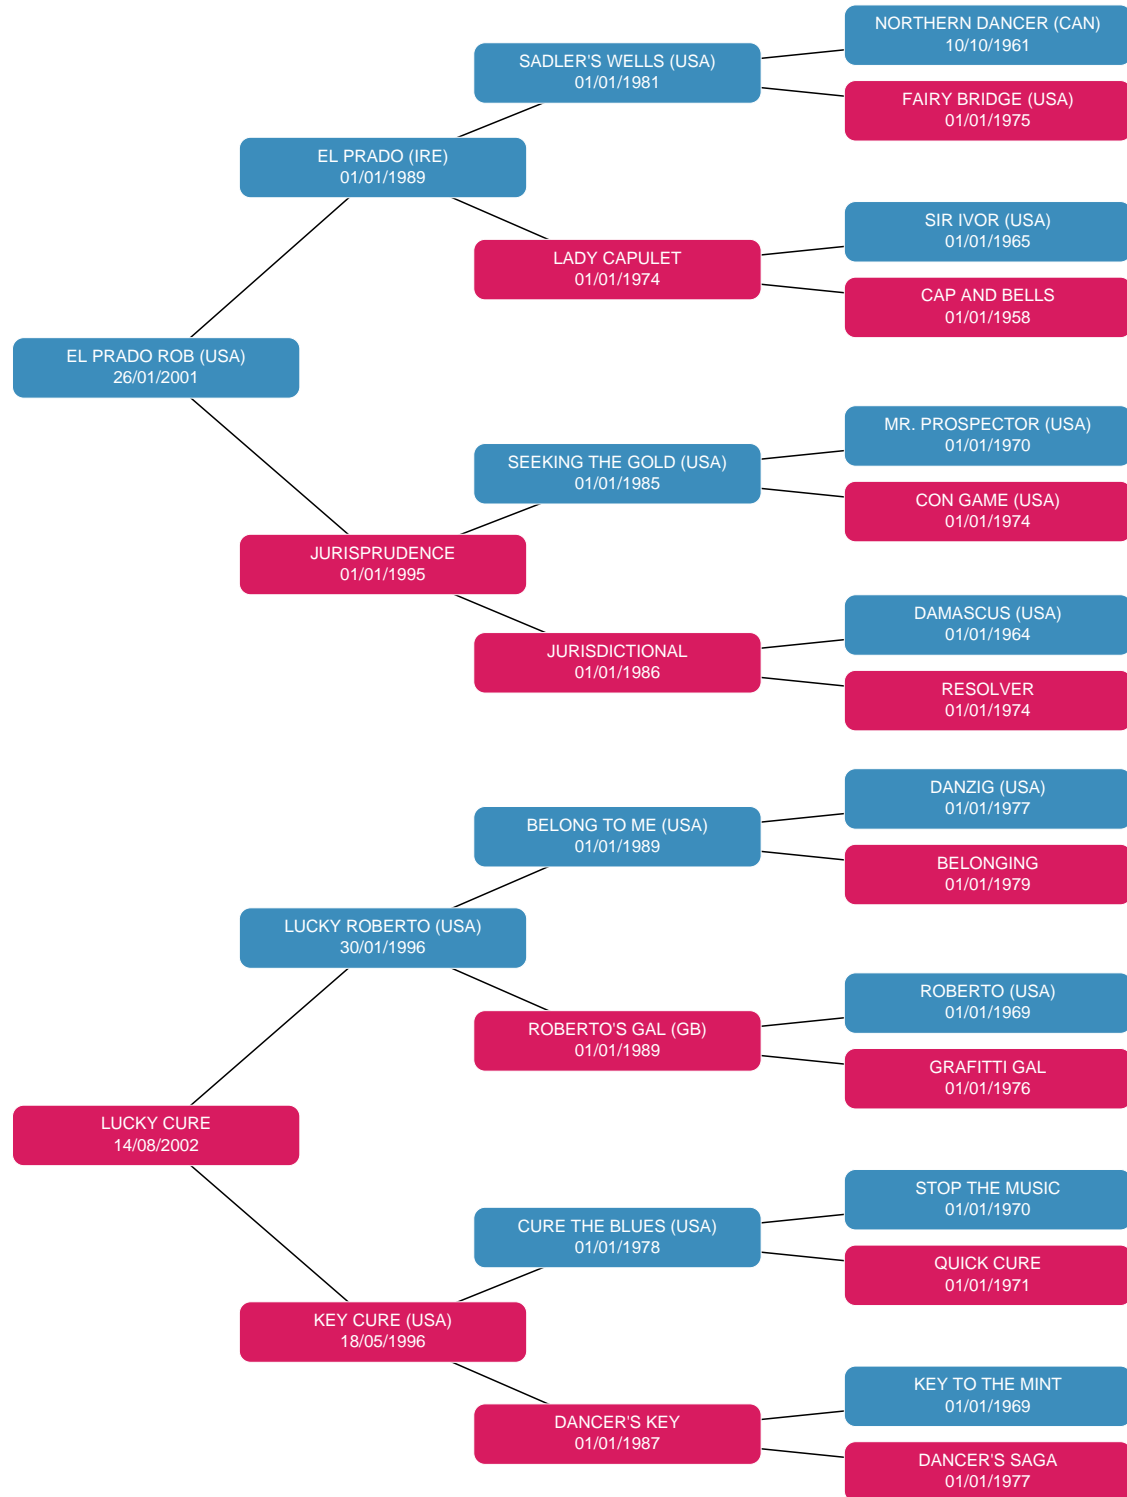 NORTHERN DANCER (CAN)
10/10/1961
SADLER'S WELLS (USA)
01/01/1981
FAIRY BRIDGE (USA)
01/01/1975
EL PRADO (IRE)
01/01/1989
SIR IVOR (USA)
01/01/1965
LADY CAPULET
01/01/1974
CAP AND BELLS
01/01/1958
EL PRADO ROB (USA)
26/01/2001
MR. PROSPECTOR (USA)
01/01/1970
SEEKING THE GOLD (USA)
01/01/1985
CON GAME (USA)
01/01/1974
JURISPRUDENCE
01/01/1995
DAMASCUS (USA)
01/01/1964
JURISDICTIONAL
01/01/1986
RESOLVER
01/01/1974
DANZIG (USA)
01/01/1977
BELONG TO ME (USA)
01/01/1989
BELONGING
01/01/1979
LUCKY ROBERTO (USA)
30/01/1996
ROBERTO (USA)
01/01/1969
ROBERTO'S GAL (GB)
01/01/1989
GRAFITTI GAL
01/01/1976
LUCKY CURE
14/08/2002
STOP THE MUSIC
01/01/1970
CURE THE BLUES (USA)
01/01/1978
QUICK CURE
01/01/1971
KEY CURE (USA)
18/05/1996
KEY TO THE MINT
01/01/1969
DANCER'S KEY
01/01/1987
DANCER'S SAGA
01/01/1977